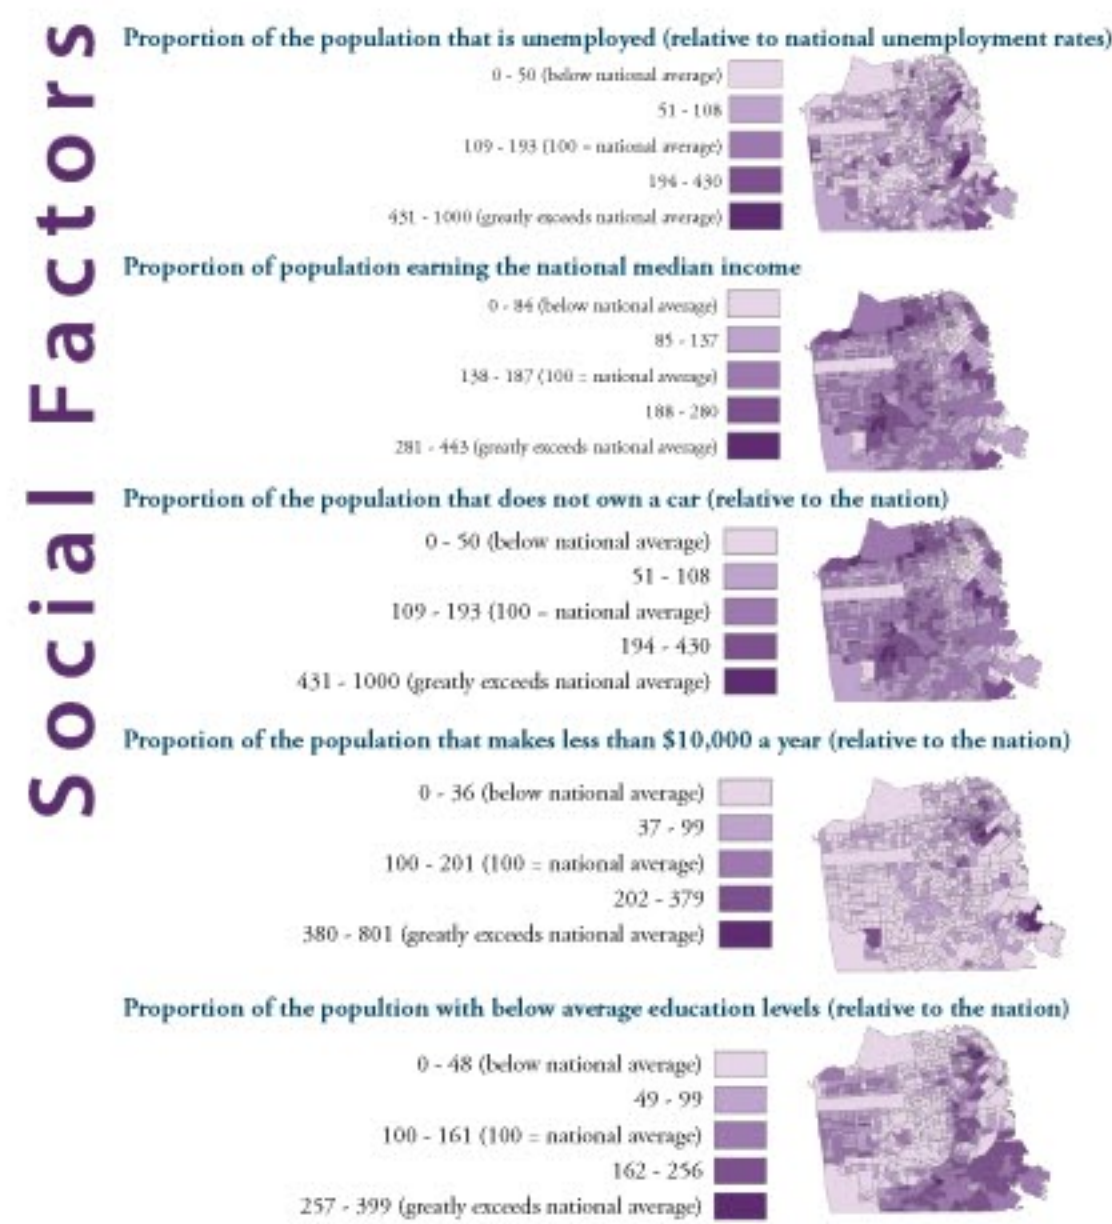 Social Factors
Proportion of the population that is unemployed (relative to national unemployment rates)
0 - 50 (below national average)
51 - 108
109 - 193 (100 = national average)
194 - 430
431 - 1000 (greatly exceeds national average)
Proportion of population earning the national median income
0 - 84 (below national average)
85 - 137
138 - 187 (100 = national average)
188 - 280
281 - 443 (greatly exceeds national average)
Proportion of the population that does not own a car (relative to the nation)
0 - 50 (below national average)
51 - 108
109 - 193 (100 = national average)
194 - 430
431 - 1000 (greatly exceeds national average)
Propotion of the population that makes less than $10,000 a year (relative to the nation)
0 - 36 (below national average)
37 - 99
100 - 201 (100 = national average)
202 - 379
380 - 801 (greatly exceeds national average)
Proportion of the popultion with below average education levels (relative to the nation)
0 - 48 (below national average)
49 - 99
100 - 161 (100 = national average)
162 - 256
257 - 399 (greatly exceeds national average)